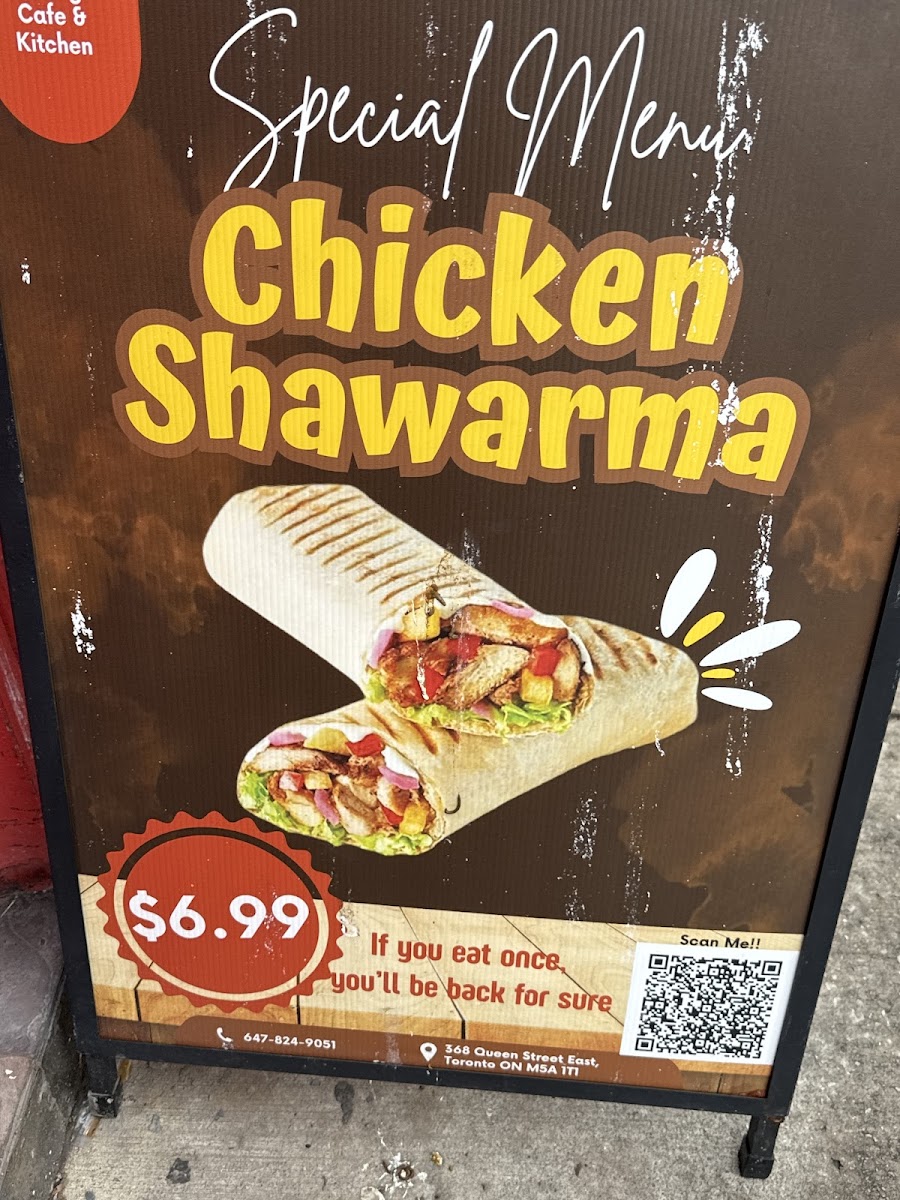 Cafe &
Kitchen
Special Menu
Chicken
Shawarma
$6.99
If you eat once,
you'll be back for sure
Scan Me!!
647-824-9051
368 Queen Street East,
Toronto ON M5A 1T1